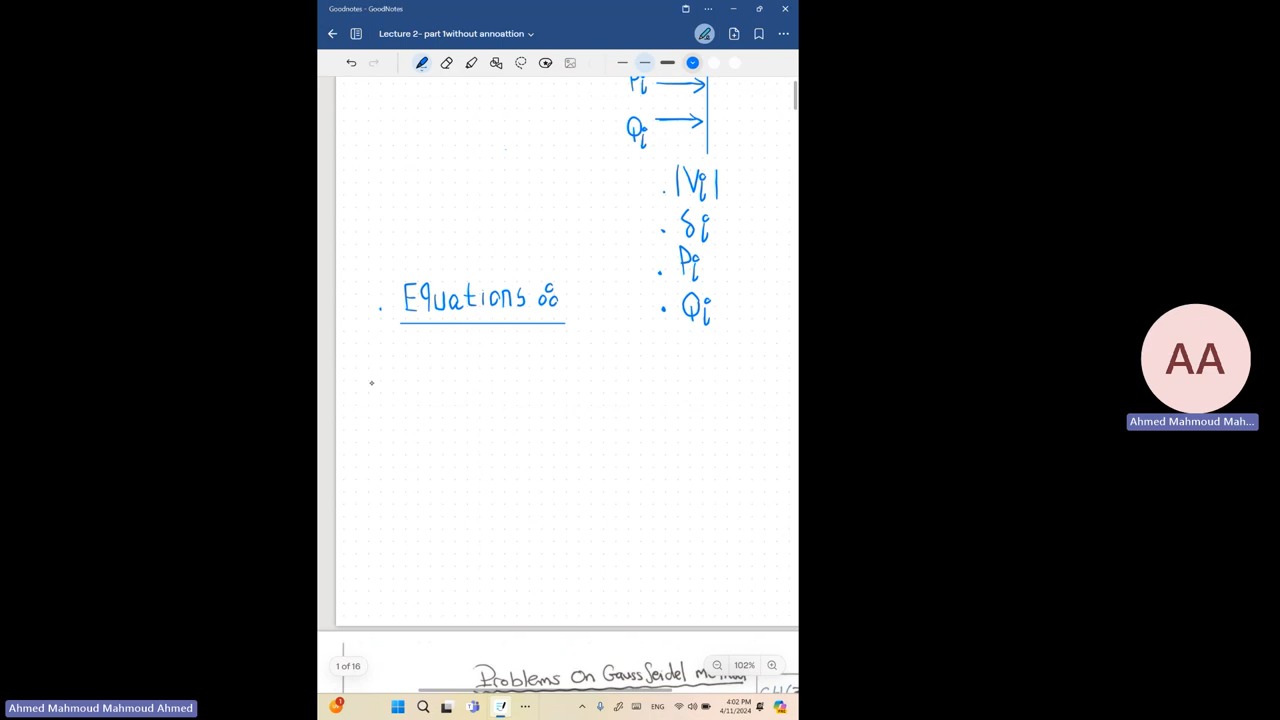 Goodnotes - GoodNotes
Lecture 2- part 1without annoattion
Pi
Qi
. |Vi|
. δi
. Pi
. Qi
. Equations
1 of 16
Problems On Gauss Seidel
102%
AA
Ahmed Mahmoud Mah...
Ahmed Mahmoud Mahmoud Ahmed
ENG
4:02 PM
4/11/2024